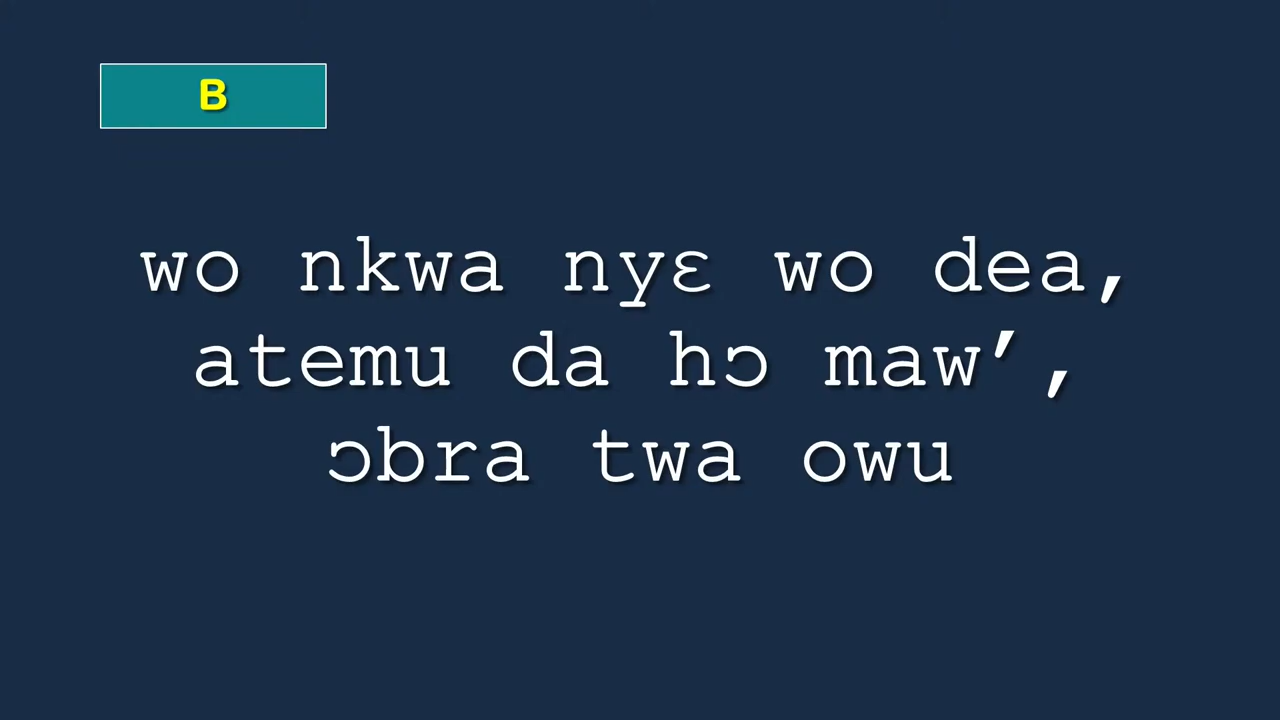 B
wo nkwa nyɛ wo dea,
atemu da hɔ maw’,
ɔbra twa owu